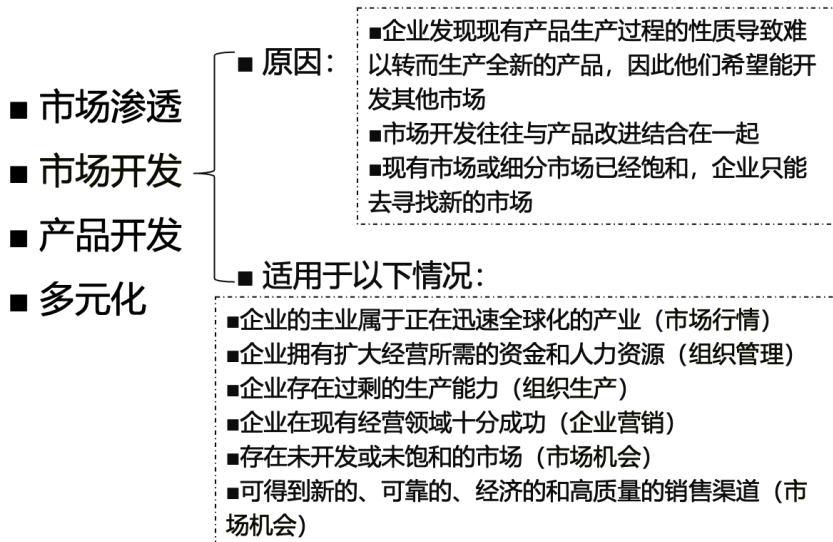 ■ 市场渗透
■ 市场开发
■ 产品开发
■ 多元化
■ 原因：
■企业发现现有产品生产过程的性质导致难
以转而生产全新的产品，因此他们希望能开
发其他市场
■市场开发往往与产品改进结合在一起
■现有市场或细分市场已经饱和，企业只能
去寻找新的市场
■ 适用于以下情况：
■企业的主业属于正在迅速全球化的产业（市场行情）
■企业拥有扩大经营所需的资金和人力资源（组织管理）
■企业存在过剩的生产能力（组织生产）
■企业在现有经营领域十分成功（企业营销）
■存在未开发或未饱和的市场（市场机会）
■可得到新的、可靠的、经济的和高质量的销售渠道（市
场机会）